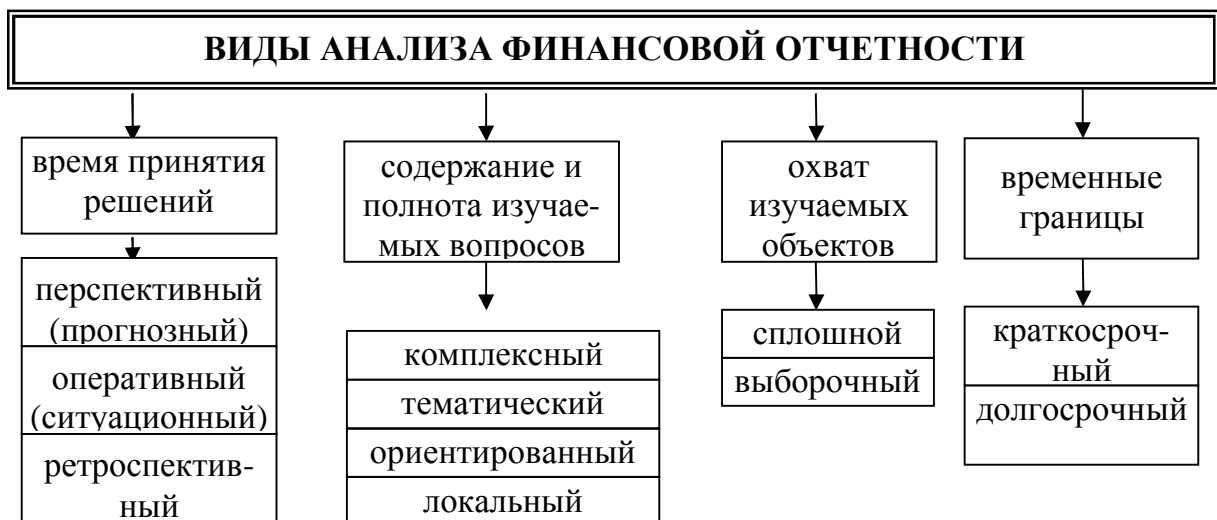 ВИДЫ АНАЛИЗА ФИНАНСОВОЙ ОТЧЕТНОСТИ
время принятия
решений
перспективный
(прогнозный)
оперативный
(ситуационный)
ретроспектив-
ный
содержание и
полнота изучае-
мых вопросов
комплексный
тематический
ориентированный
локальный
охват
изучаемых
объектов
сплошной
выборочный
временные
границы
краткосроч-
ный
долгосрочный